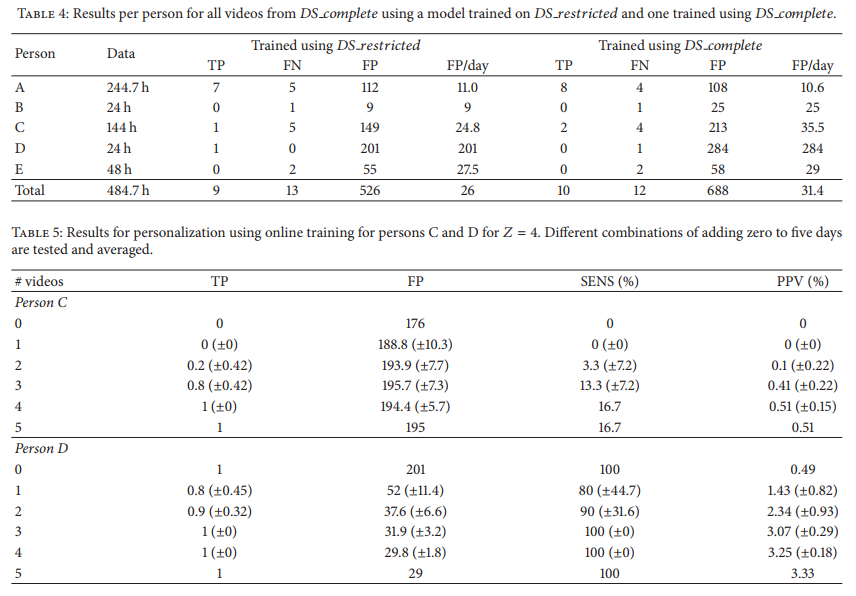 TABLE 4: Results per person for all videos from DS_complete using a model trained on DS_restricted and one trained using DS_complete.
Person Data Trained using DS_restricted Trained using DS_complete
TP FN FP FP/day TP FN FP FP/day
A 244.7 h 7 5 112 11.0 8 4 108 10.6
B 24 h 0 1 9 9 0 1 25 25
C 144 h 1 5 149 24.8 2 4 213 35.5
D 24 h 1 0 201 201 0 1 284 284
E 48 h 0 2 55 27.5 0 2 58 29
Total 484.7 h 9 13 526 26 10 12 688 31.4
TABLE 5: Results for personalization using online training for persons C and D for Z = 4. Different combinations of adding zero to five days
are tested and averaged.
# videos TP FP SENS (%) PPV (%)
Person C
0 0 176 0 0
1 0 (±0) 188.8 (±10.3) 0 (±0) 0 (±0)
2 0.2 (±0.42) 193.9 (±7.7) 3.3 (±7.2) 0.1 (±0.22)
3 0.8 (±0.42) 195.7 (±7.3) 13.3 (±7.2) 0.41 (±0.22)
4 1 (±0) 194.4 (±5.7) 16.7 0.51 (±0.15)
5 1 195 16.7 0.51
Person D
0 1 201 100 0.49
1 0.8 (±0.45) 52 (±11.4) 80 (±44.7) 1.43 (±0.82)
2 0.9 (±0.32) 37.6 (±6.6) 90 (±31.6) 2.34 (±0.93)
3 1 (±0) 31.9 (±3.2) 100 (±0) 3.07 (±0.29)
4 1 (±0) 29.8 (±1.8) 100 (±0) 3.25 (±0.18)
5 1 29 100 3.33